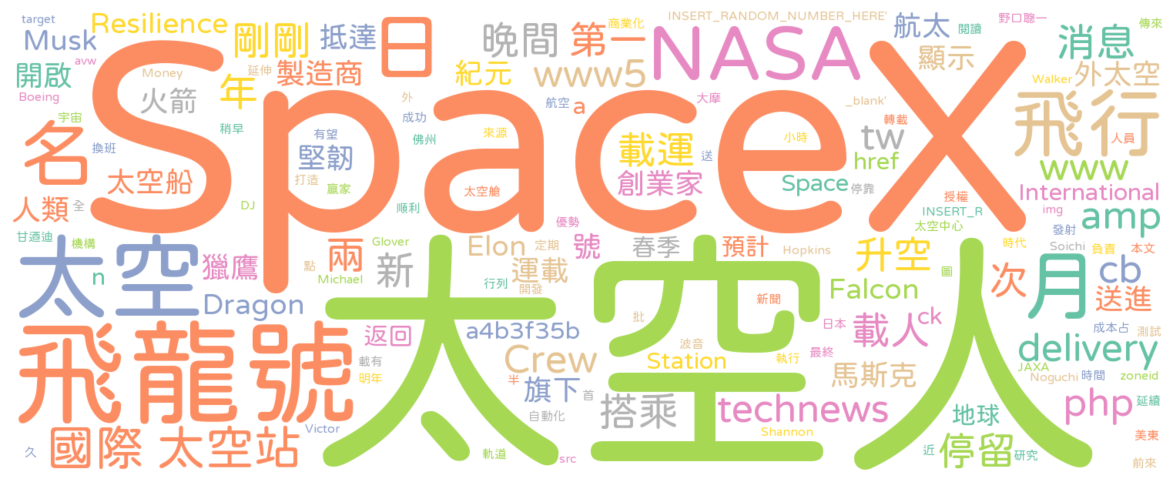 SpaceX
太空人
飛龍號
NASA
太空
飛行
日
名
月
國際 太空站
target
Resilience
剛剛
抵達
晚間
第一
商業化
INSERT_RANDOM_NUMBER_HERE'
航太
閱讀
野口聰一
傳來
Musk
avw
開啟
Money
延伸
製造商
紀元
www5
顯示
消息
外太空
Boeing
火箭
年
外
航空
a
大摩
_blank'
Walker
宇宙
稍早
有望
成功
佛州
來源
載運
小時
tw
轉載
人員
換班
堅韌
送
href
www
太空船
打造
贏家
太空艙
創業家
Space
停靠
授權
International
人類
全
DJ
順利
優勢
INSERT_R
img
amp
甘迺迪
機構
兩
Glover
Elon
定期
號
春季
預計
Hopkins
升空
太空中心
時代
Soichi
發射
負責
本文
n
獵鷹
點
Michael
新
行列
運載
開發
新聞
Falcon
圖
次
cb
送進
Dragon
返回
載有
明年
a4b3f35b
批
日本
載人
ck
成本占
測試
Crew
波音
Station
執行
最終
delivery
JAXA
半
旗下
首
馬斯克
Noguchi
時間
zoneid
搭乘
technews
地球
php
延續
Victor
自動化
Shannon
久
軌道
src
近
停留
研究
美東
前來